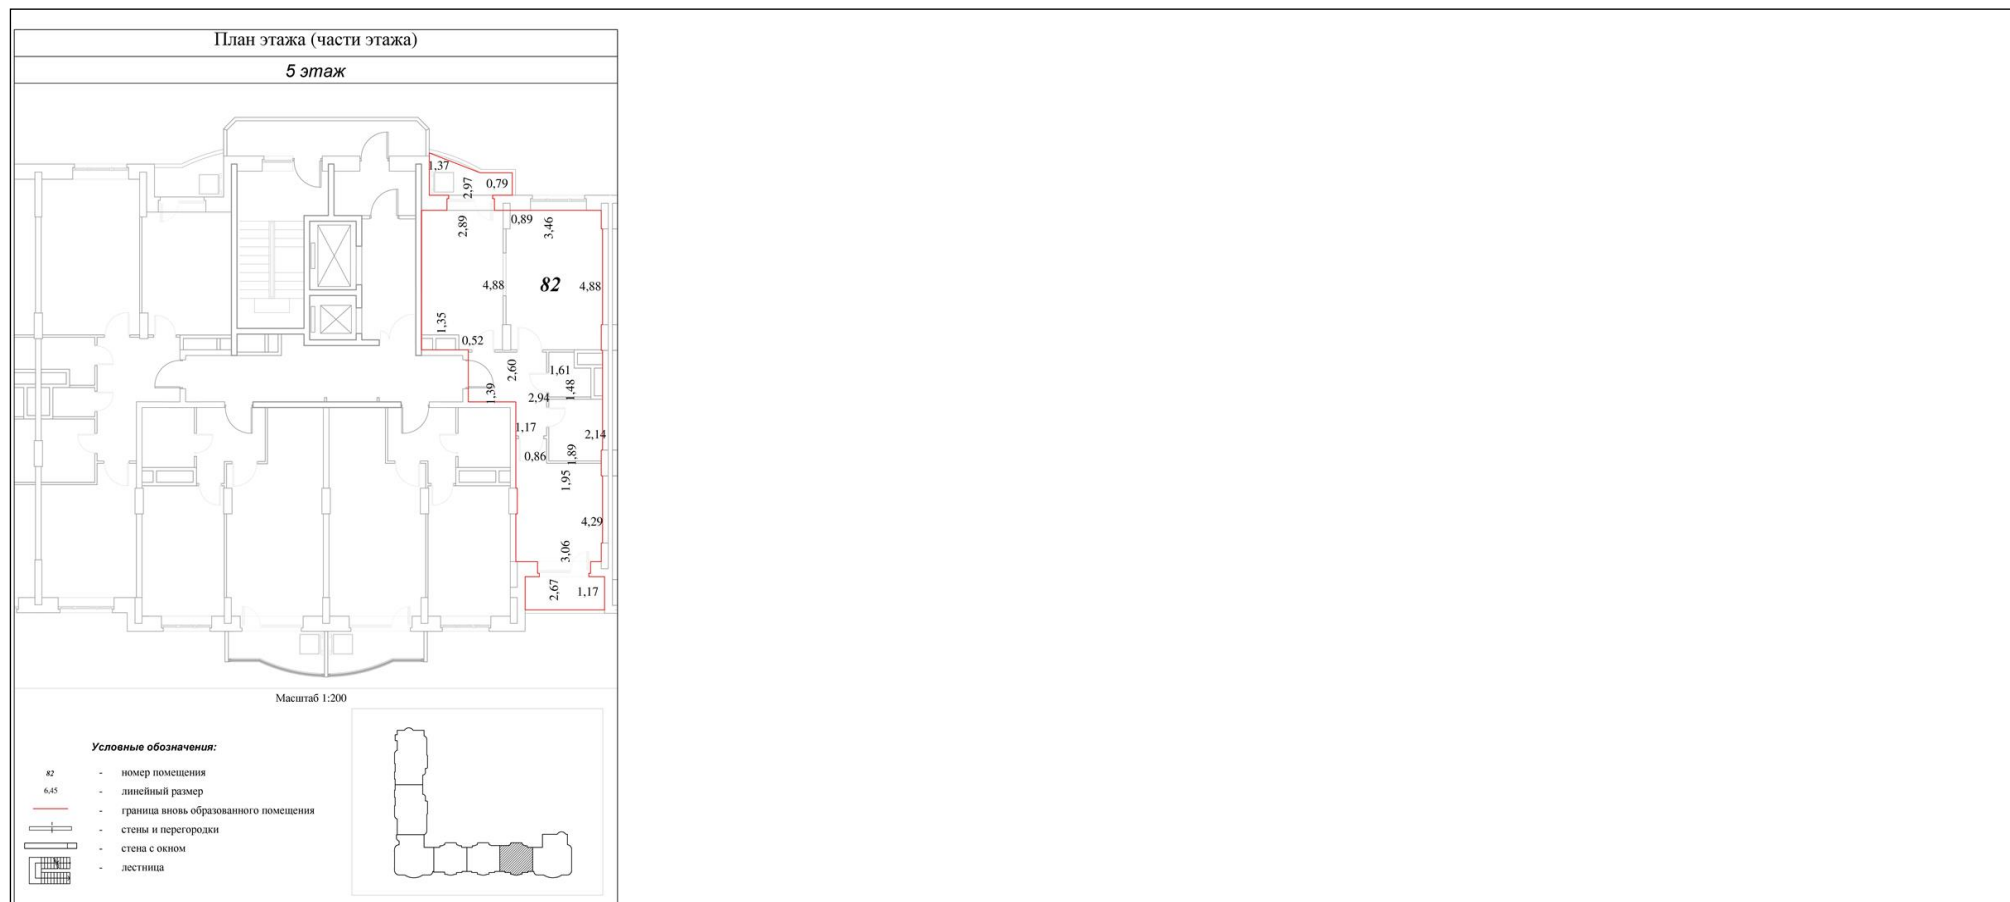 План этажа (части этажа)
5 этаж
1,37
2,97
0,79
2,89
0,89
3,46
4,88
82
4,88
1,35
0,52
2,60
1,61
1,39
2,94
1,48
1,17
2,14
0,86
1,89
1,95
4,29
3,06
2,67
1,17
Масштаб 1:200
Условные обозначения:
82 - номер помещения
6,45 - линейный размер
- граница вновь образованного помещения
- стены и перегородки
- стена с окном
- лестница